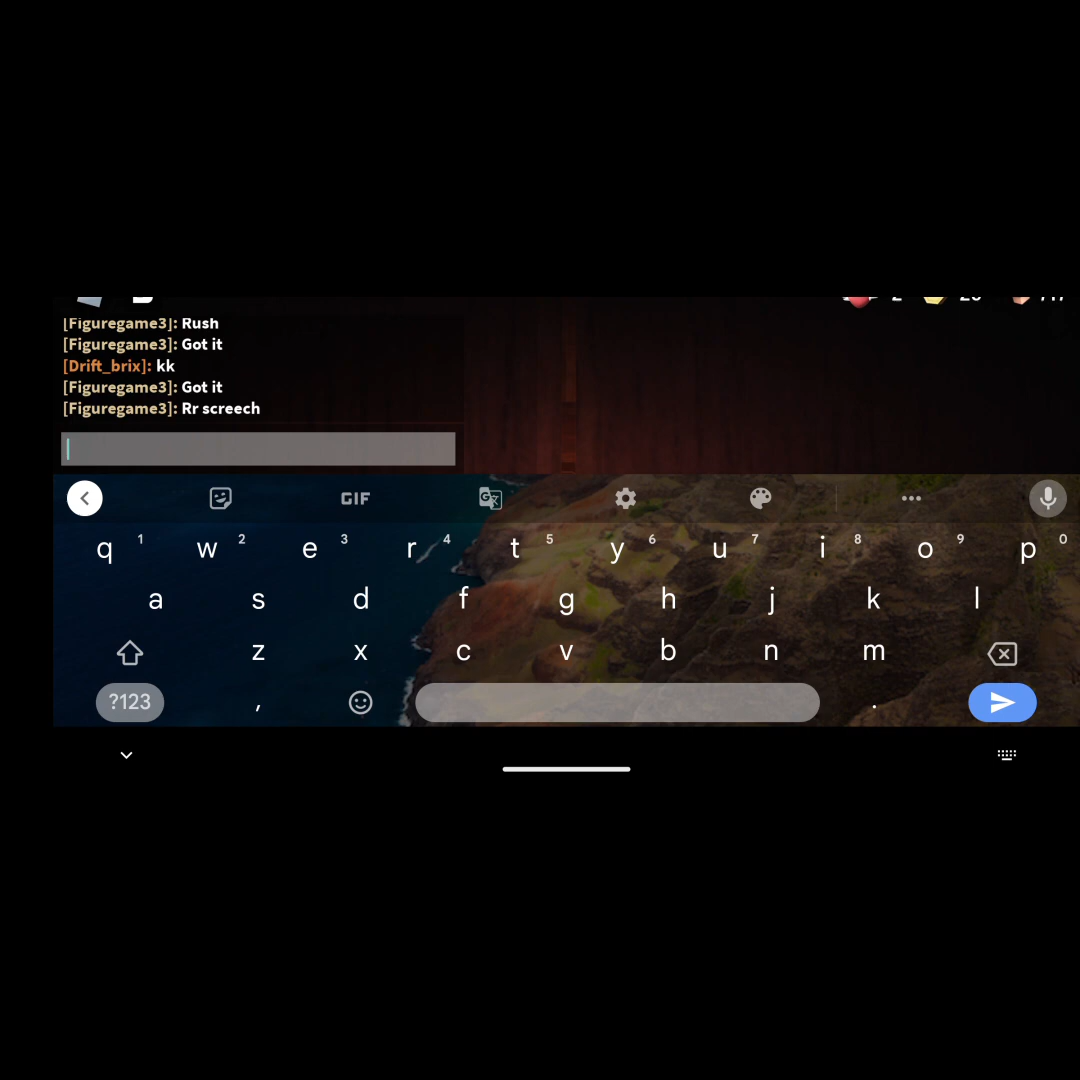 [Figuregame3]: Rush
[Figuregame3]: Got it
[Drift_brix]: kk
[Figuregame3]: Got it
[Figuregame3]: Rr screech
GIF
q 1 w 2 e 3 r 4 t 5 y 6 u 7 i 8 o 9 p 0
a s d f g h j k l
z x c v b n m
?123 , .